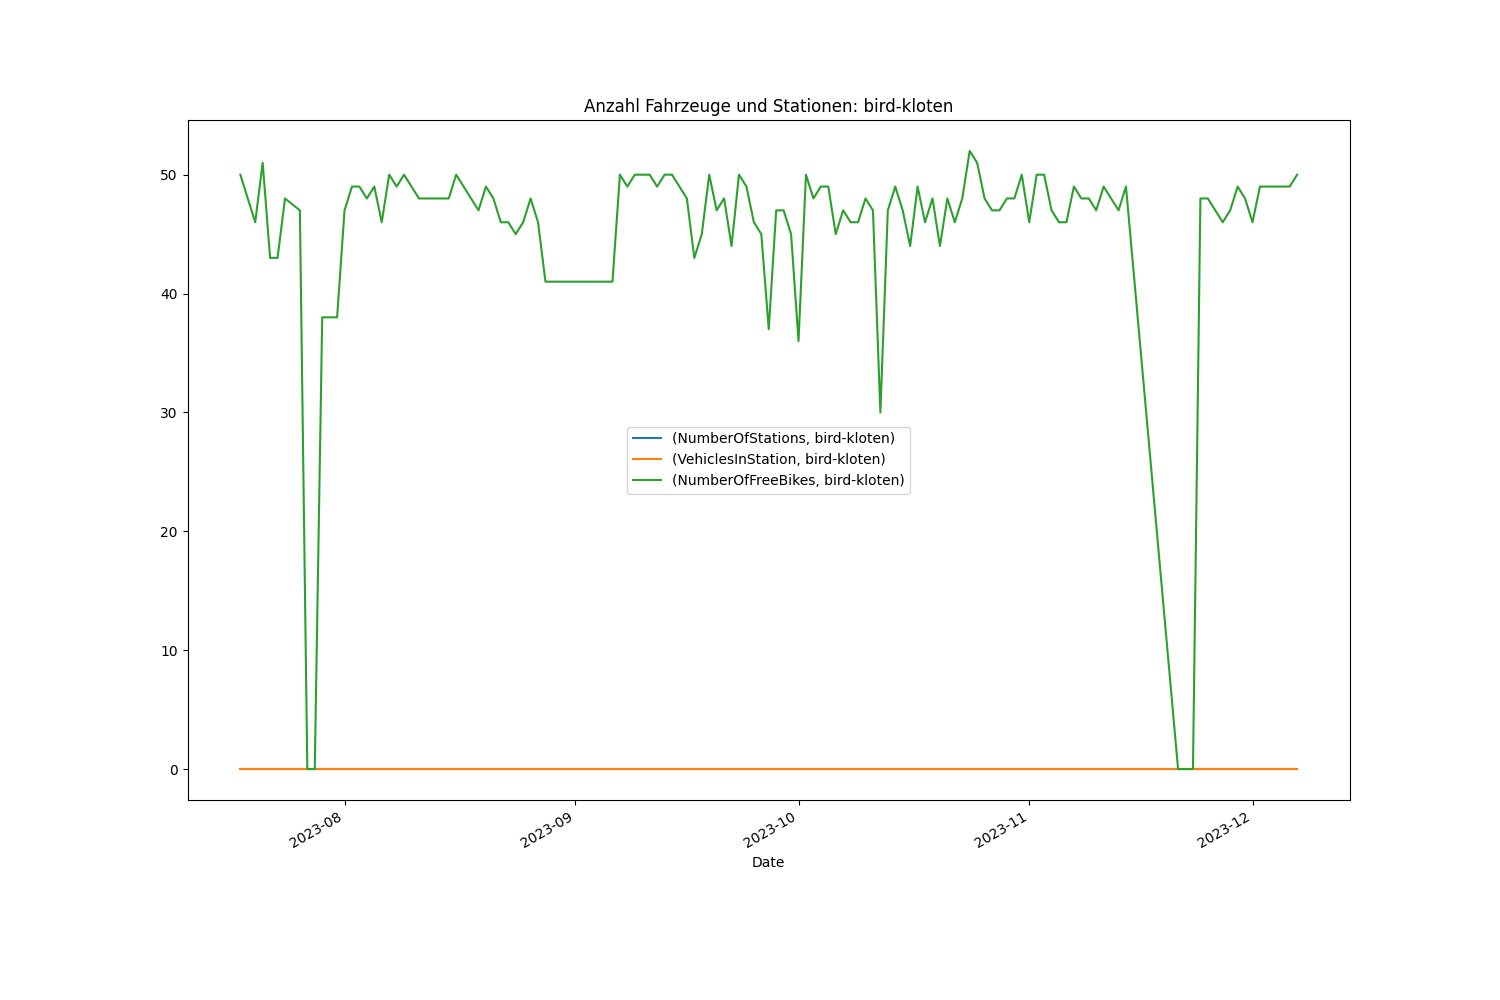 Anzahl Fahrzeuge und Stationen: bird-kloten
50
40
30
20
10
0
(NumberOfStations, bird-kloten)
(VehiclesInStation, bird-kloten)
(NumberOfFreeBikes, bird-kloten)
2023-08
2023-09
2023-10
2023-11
2023-12
Date